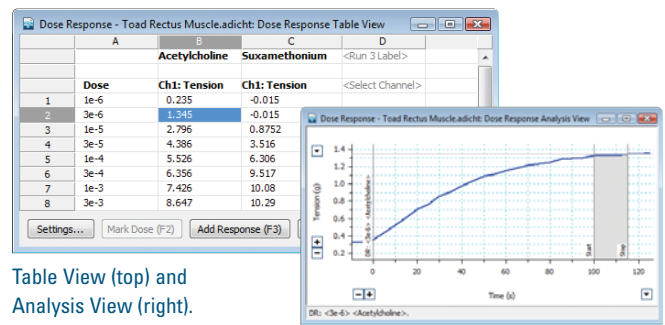 Dose Response - Toad Rectus Muscle.adicht: Dose Response Table View
A B C D
Acetylcholine Suxamethonium <Run 3 Label>
Dose Ch1: Tension Ch1: Tension <Select Channel>
1 1e-6 0.235 -0.015
2 3e-6 1.345 -0.015
3 1e-5 2.796 0.8752
4 3e-5 4.386 3.516
5 1e-4 5.526 6.306
6 3e-4 6.356 9.517
7 1e-3 7.426 10.08
8 3e-3 8.647 10.29
Settings... Mark Dose (F2) Add Response (F3)
Dose Response - Toad Rectus Muscle.adicht: Dose Response Analysis View
Tension (g)
1.4
1.2
1.0
0.8
0.6
0.4
0.2
DR: <3e-6> <Acetylcholine>
Start
Stop
0 20 40 60 80 100 120
Time (s)
DR: <3e-6> <Acetylcholine>.
Table View (top) and
Analysis View (right).